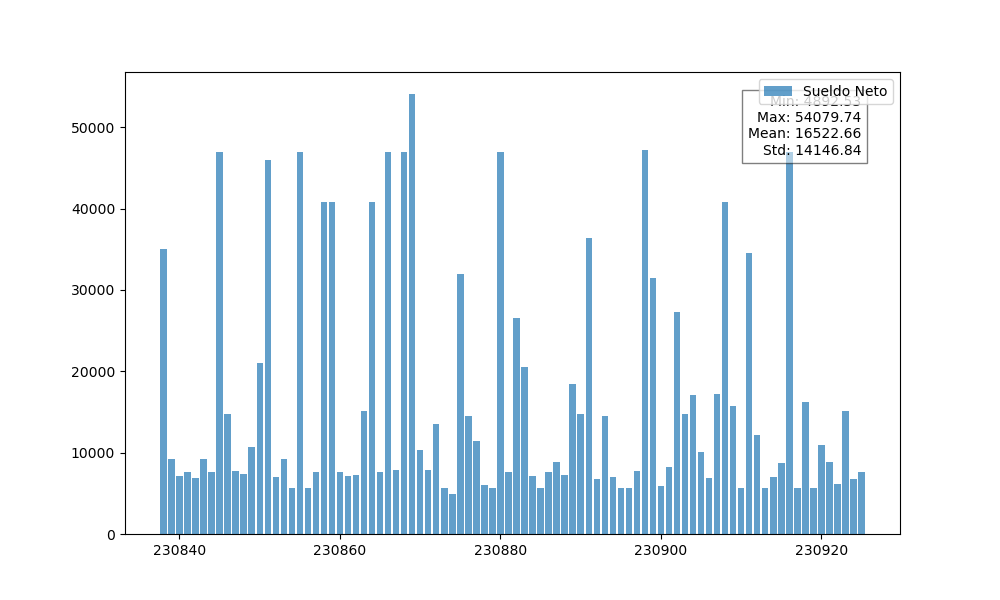 Sueldo Neto
Min: 4892.53
Max: 54079.74
Mean: 16522.66
Std: 14146.84
50000
40000
30000
20000
10000
0
230840 230860 230880 230900 230920